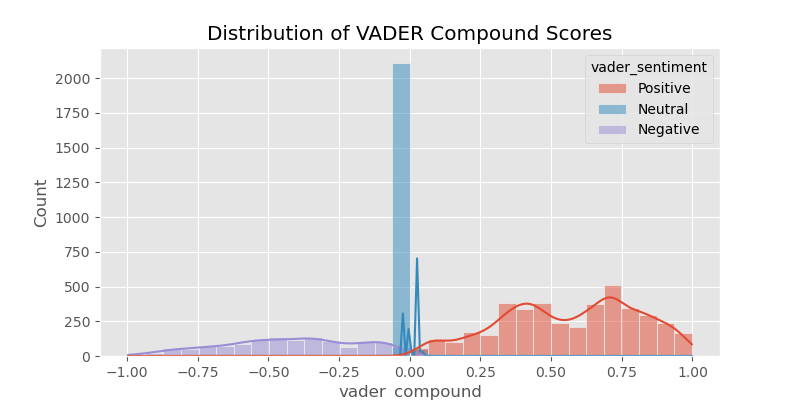 Distribution of VADER Compound Scores
vader_sentiment
Positive
Neutral
Negative
Count
2000
1750
1500
1250
1000
750
500
250
0
−1.00 −0.75 −0.50 −0.25 0.00 0.25 0.50 0.75 1.00
vader_compound